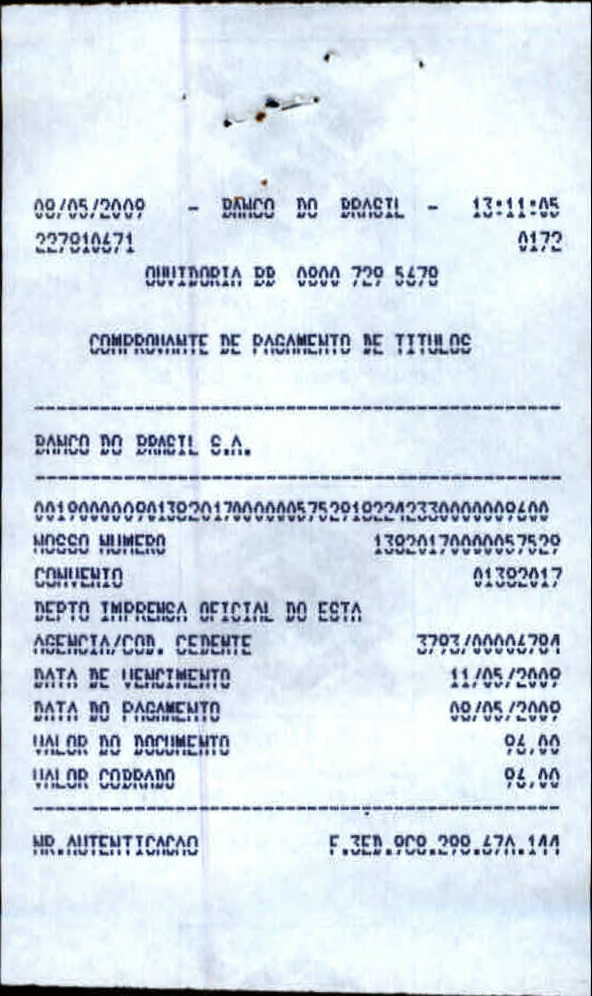 08/05/2009 - BANCO DO BRASIL - 13:11:05
227810671 0172
OUVIDORIA BB 0800 729 5678
COMPROVANTE DE PAGAMENTO DE TITULOS
BANCO DO BRASIL S.A.
00190000090138201700000057529182242330000009600
NOSSO NUMERO 13820170000057529
CONVENIO 01382017
DEPTO IMPRENSA OFICIAL DO ESTA
AGENCIA/COD. CEDENTE 3793/00006784
DATA DE VENCIMENTO 11/05/2009
DATA DO PAGAMENTO 08/05/2009
VALOR DO DOCUMENTO 96,00
VALOR COBRADO 96,00
NR.AUTENTICACAO F.3ED.9C8.298.67A.144